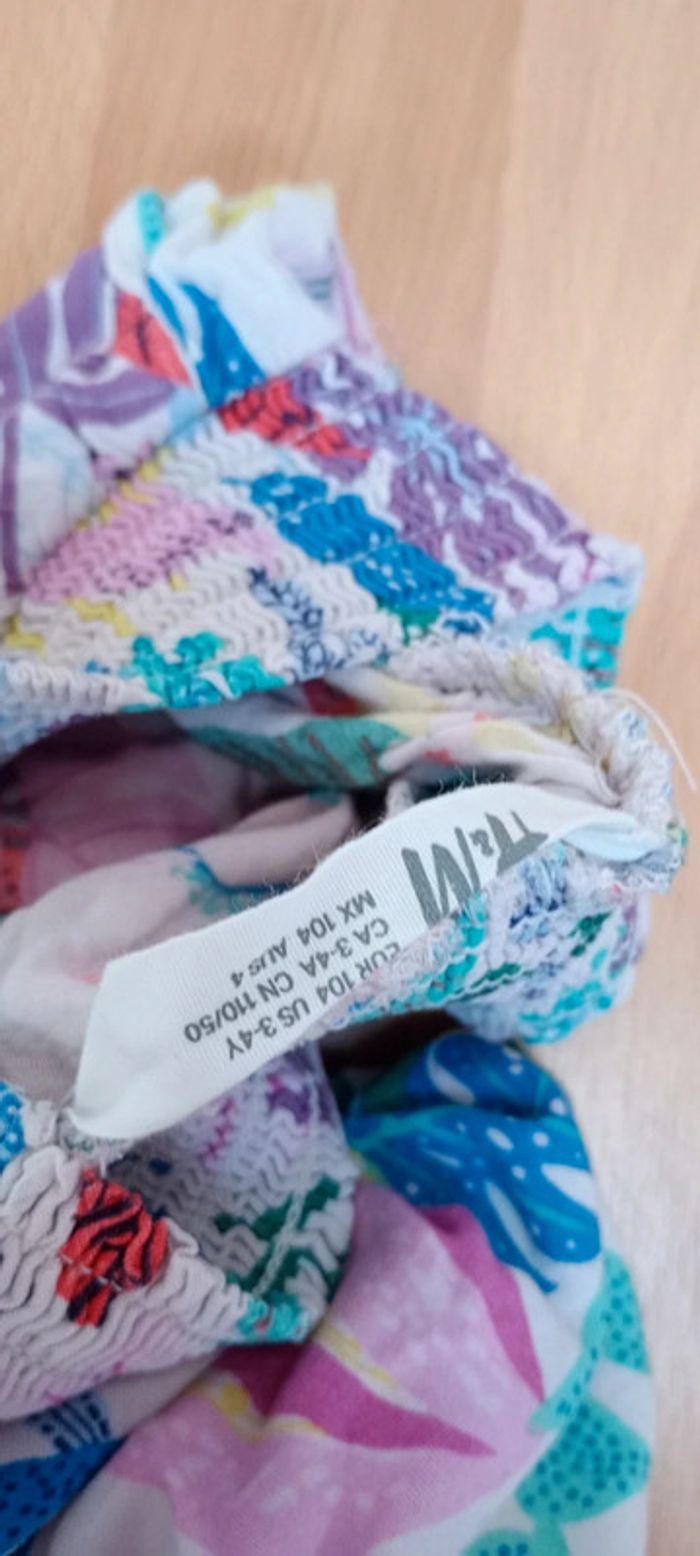 H&M
EUR 104 US 3-4Y
CA 3-4A CN 110/50
MX 104 AUS 4